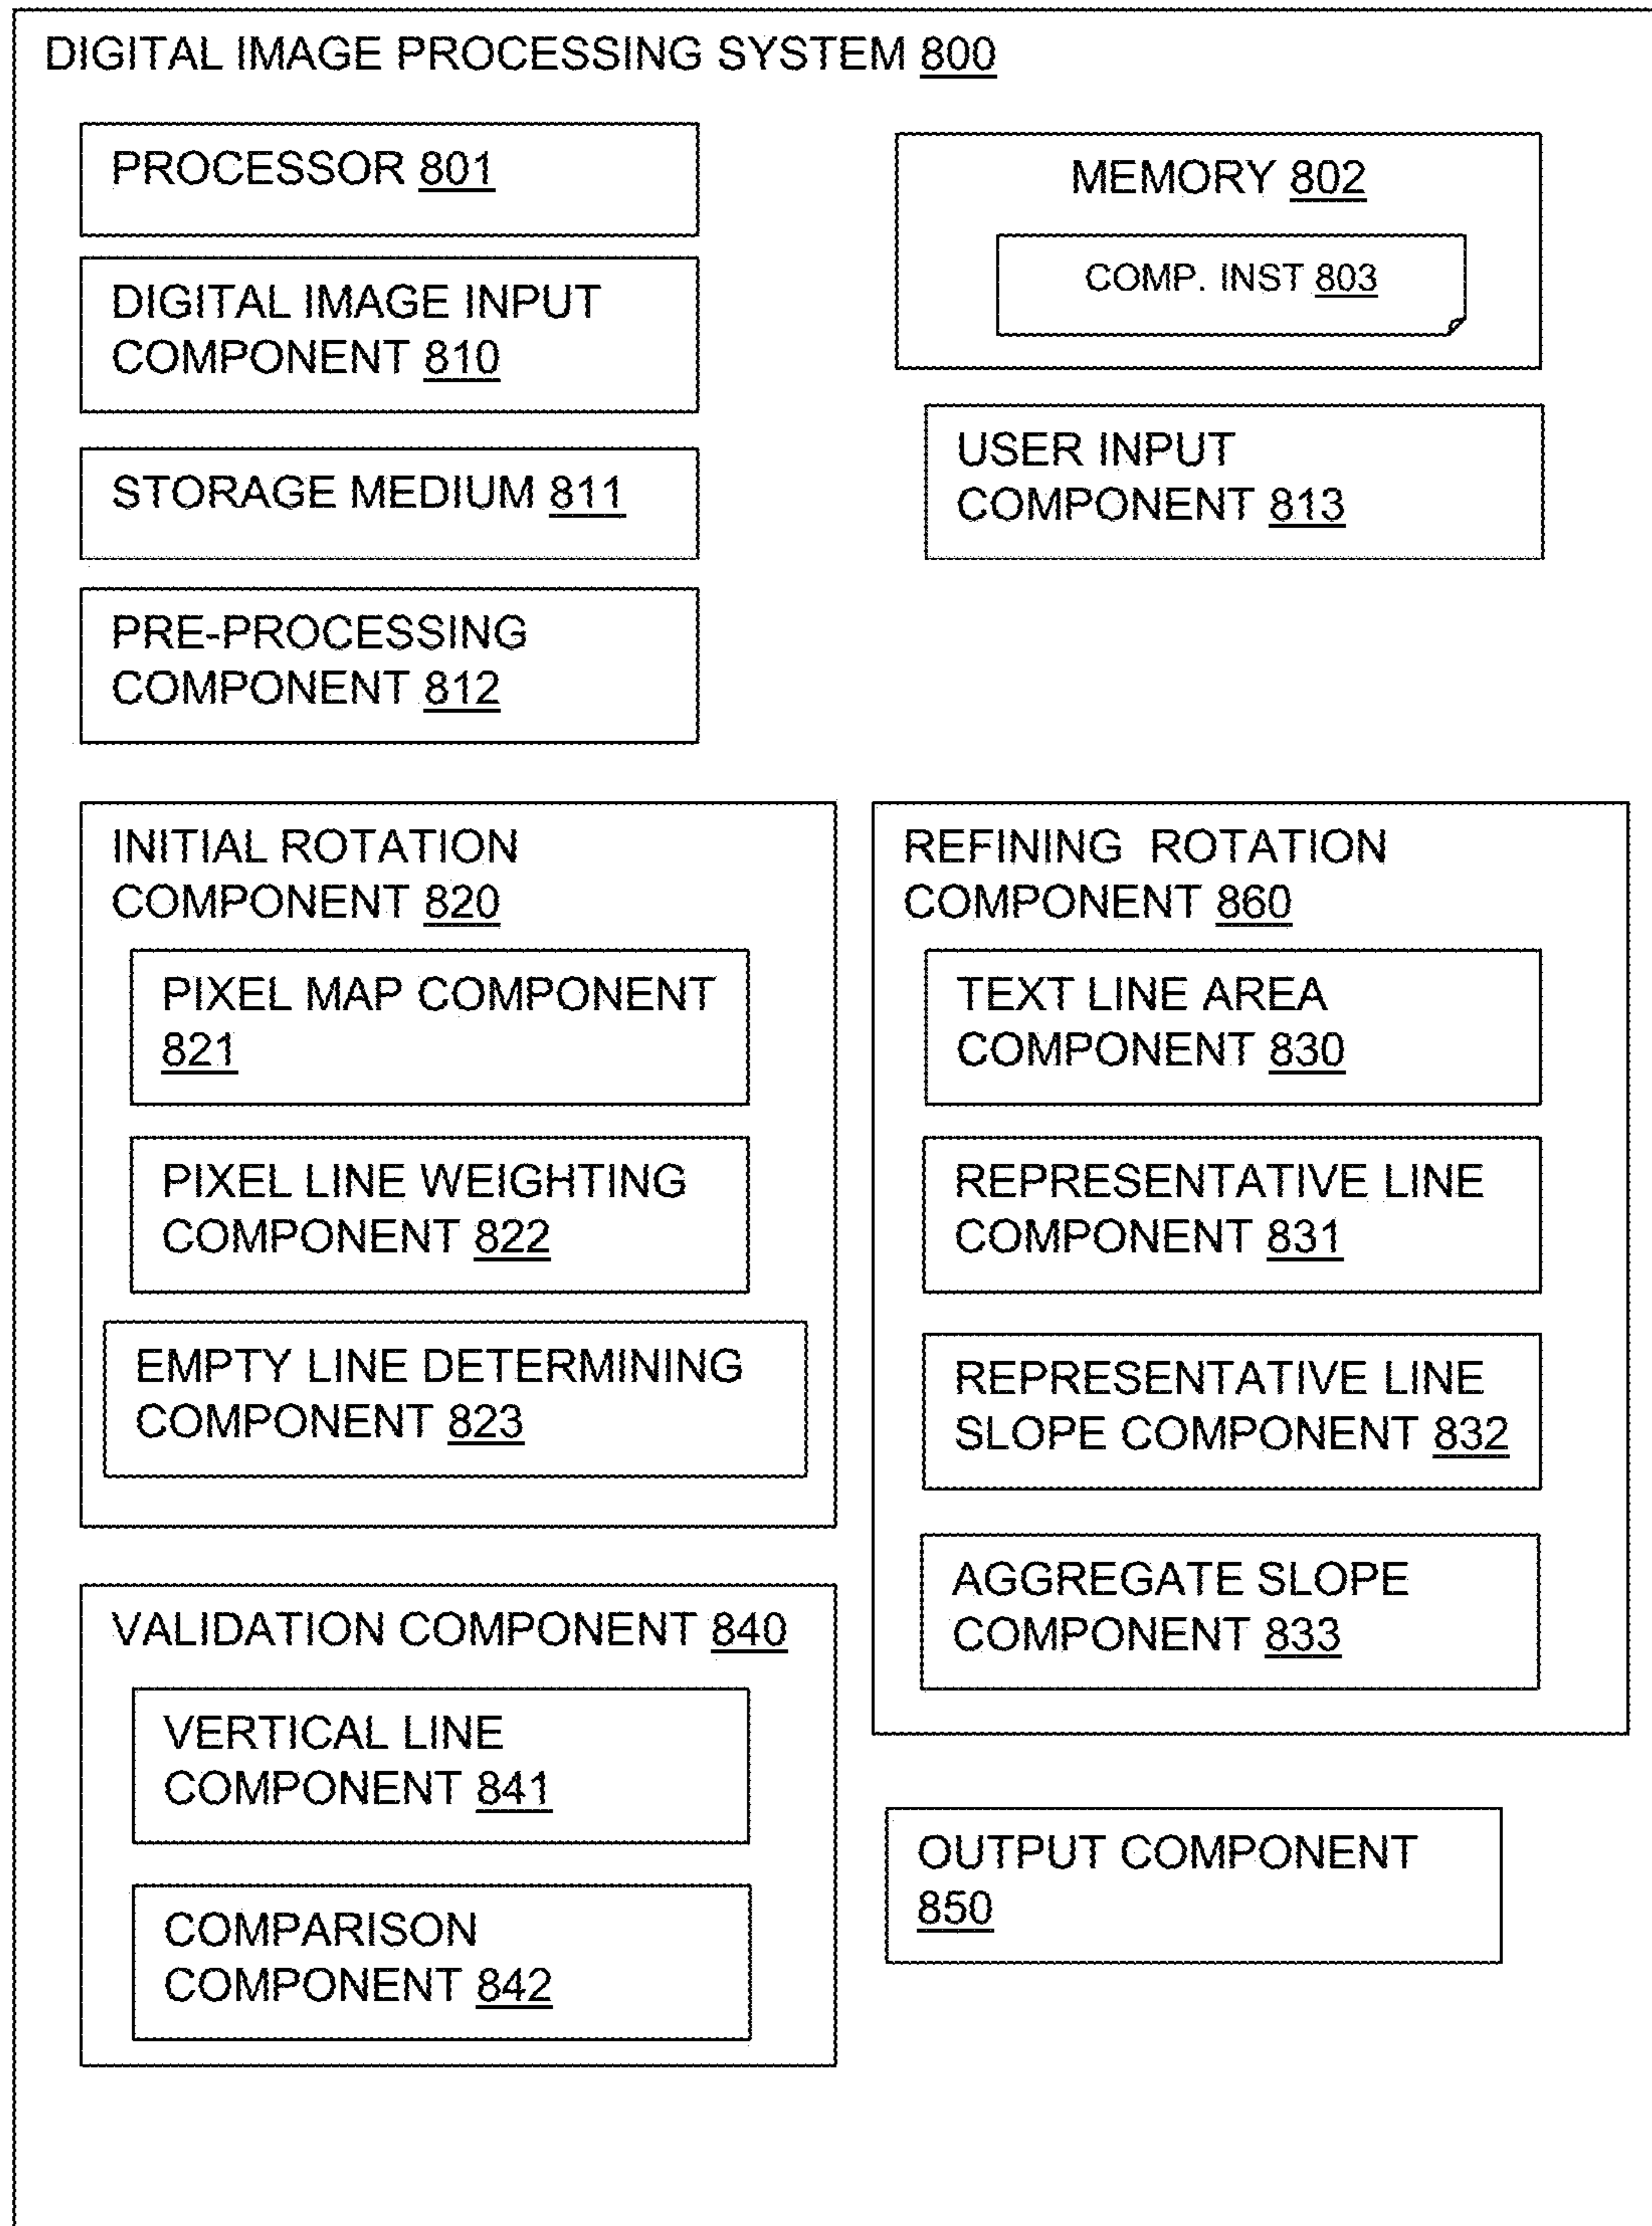 DIGITAL IMAGE PROCESSING SYSTEM 800
PROCESSOR 801
MEMORY 802
COMP. INST 803
DIGITAL IMAGE INPUT
COMPONENT 810
USER INPUT
COMPONENT 813
STORAGE MEDIUM 811
PRE-PROCESSING
COMPONENT 812
INITIAL ROTATION
COMPONENT 820
PIXEL MAP COMPONENT
821
PIXEL LINE WEIGHTING
COMPONENT 822
EMPTY LINE DETERMINING
COMPONENT 823
REFINING ROTATION
COMPONENT 860
TEXT LINE AREA
COMPONENT 830
REPRESENTATIVE LINE
COMPONENT 831
REPRESENTATIVE LINE
SLOPE COMPONENT 832
AGGREGATE SLOPE
COMPONENT 833
VALIDATION COMPONENT 840
VERTICAL LINE
COMPONENT 841
COMPARISON
COMPONENT 842
OUTPUT COMPONENT
850